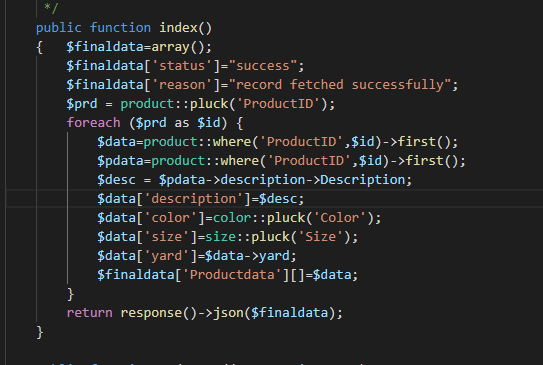 */
public function index()
{   $finaldata=array();
$finaldata['status']="success";
$finaldata['reason']="record fetched successfully";
$prd = product::pluck('ProductID');
foreach ($prd as $id) {
$data=product::where('ProductID',$id)->first();
$pdata=product::where('ProductID',$id)->first();
$desc = $pdata->description->Description;
$data['description']=$desc;
$data['color']=color::pluck('Color');
$data['size']=size::pluck('Size');
$data['yard']=$data->yard;
$finaldata['Productdata'][]=$data;
}
return response()->json($finaldata);
}